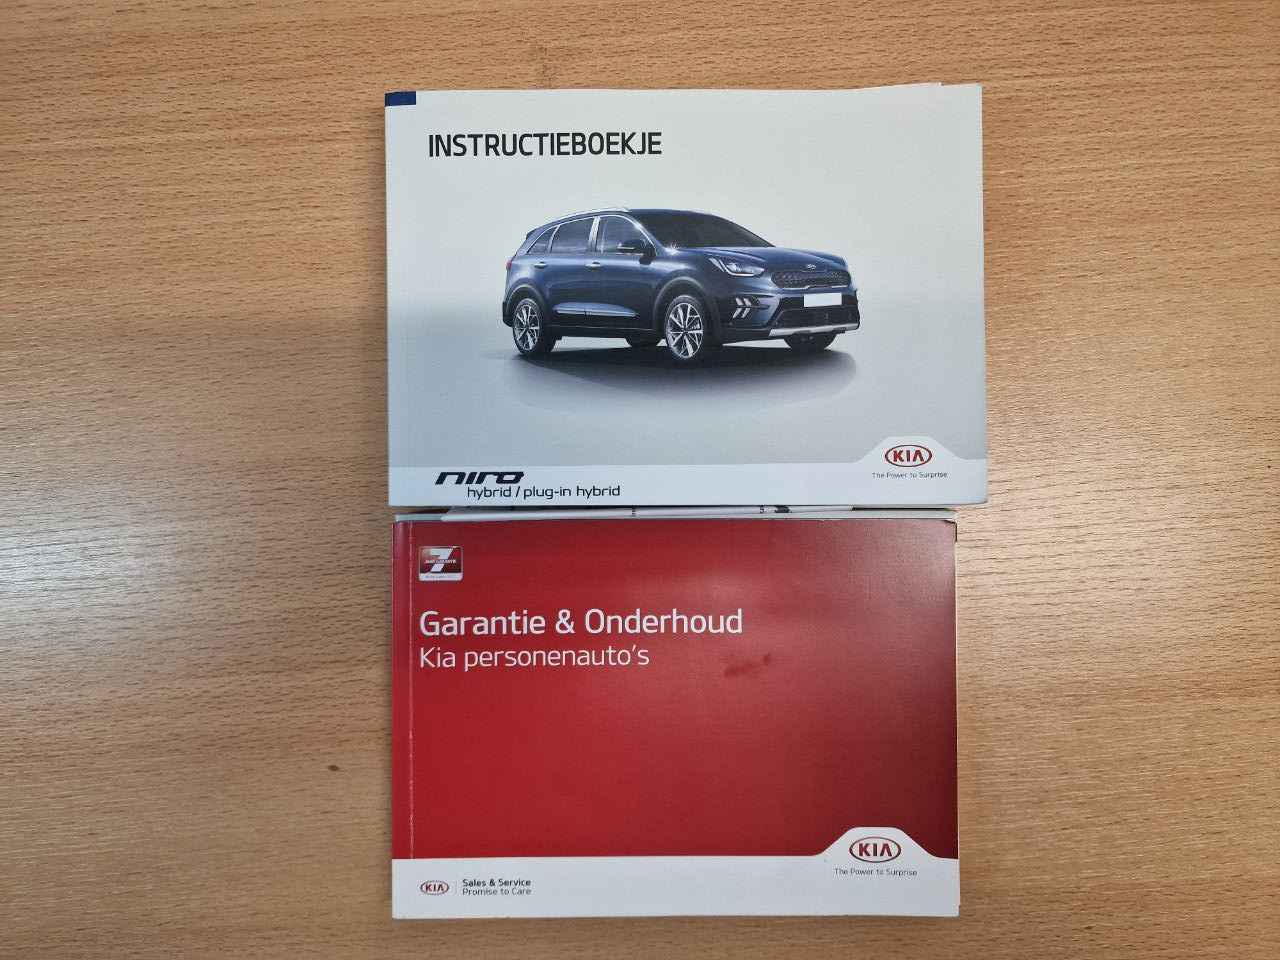 INSTRUCTIEBOEKJE
KIA
The Power to Surprise
niro
hybrid / plug-in hybrid
7
Garantie & Onderhoud
Kia personenauto's
KIA
The Power to Surprise
KIA
Sales & Service
Promise to Care